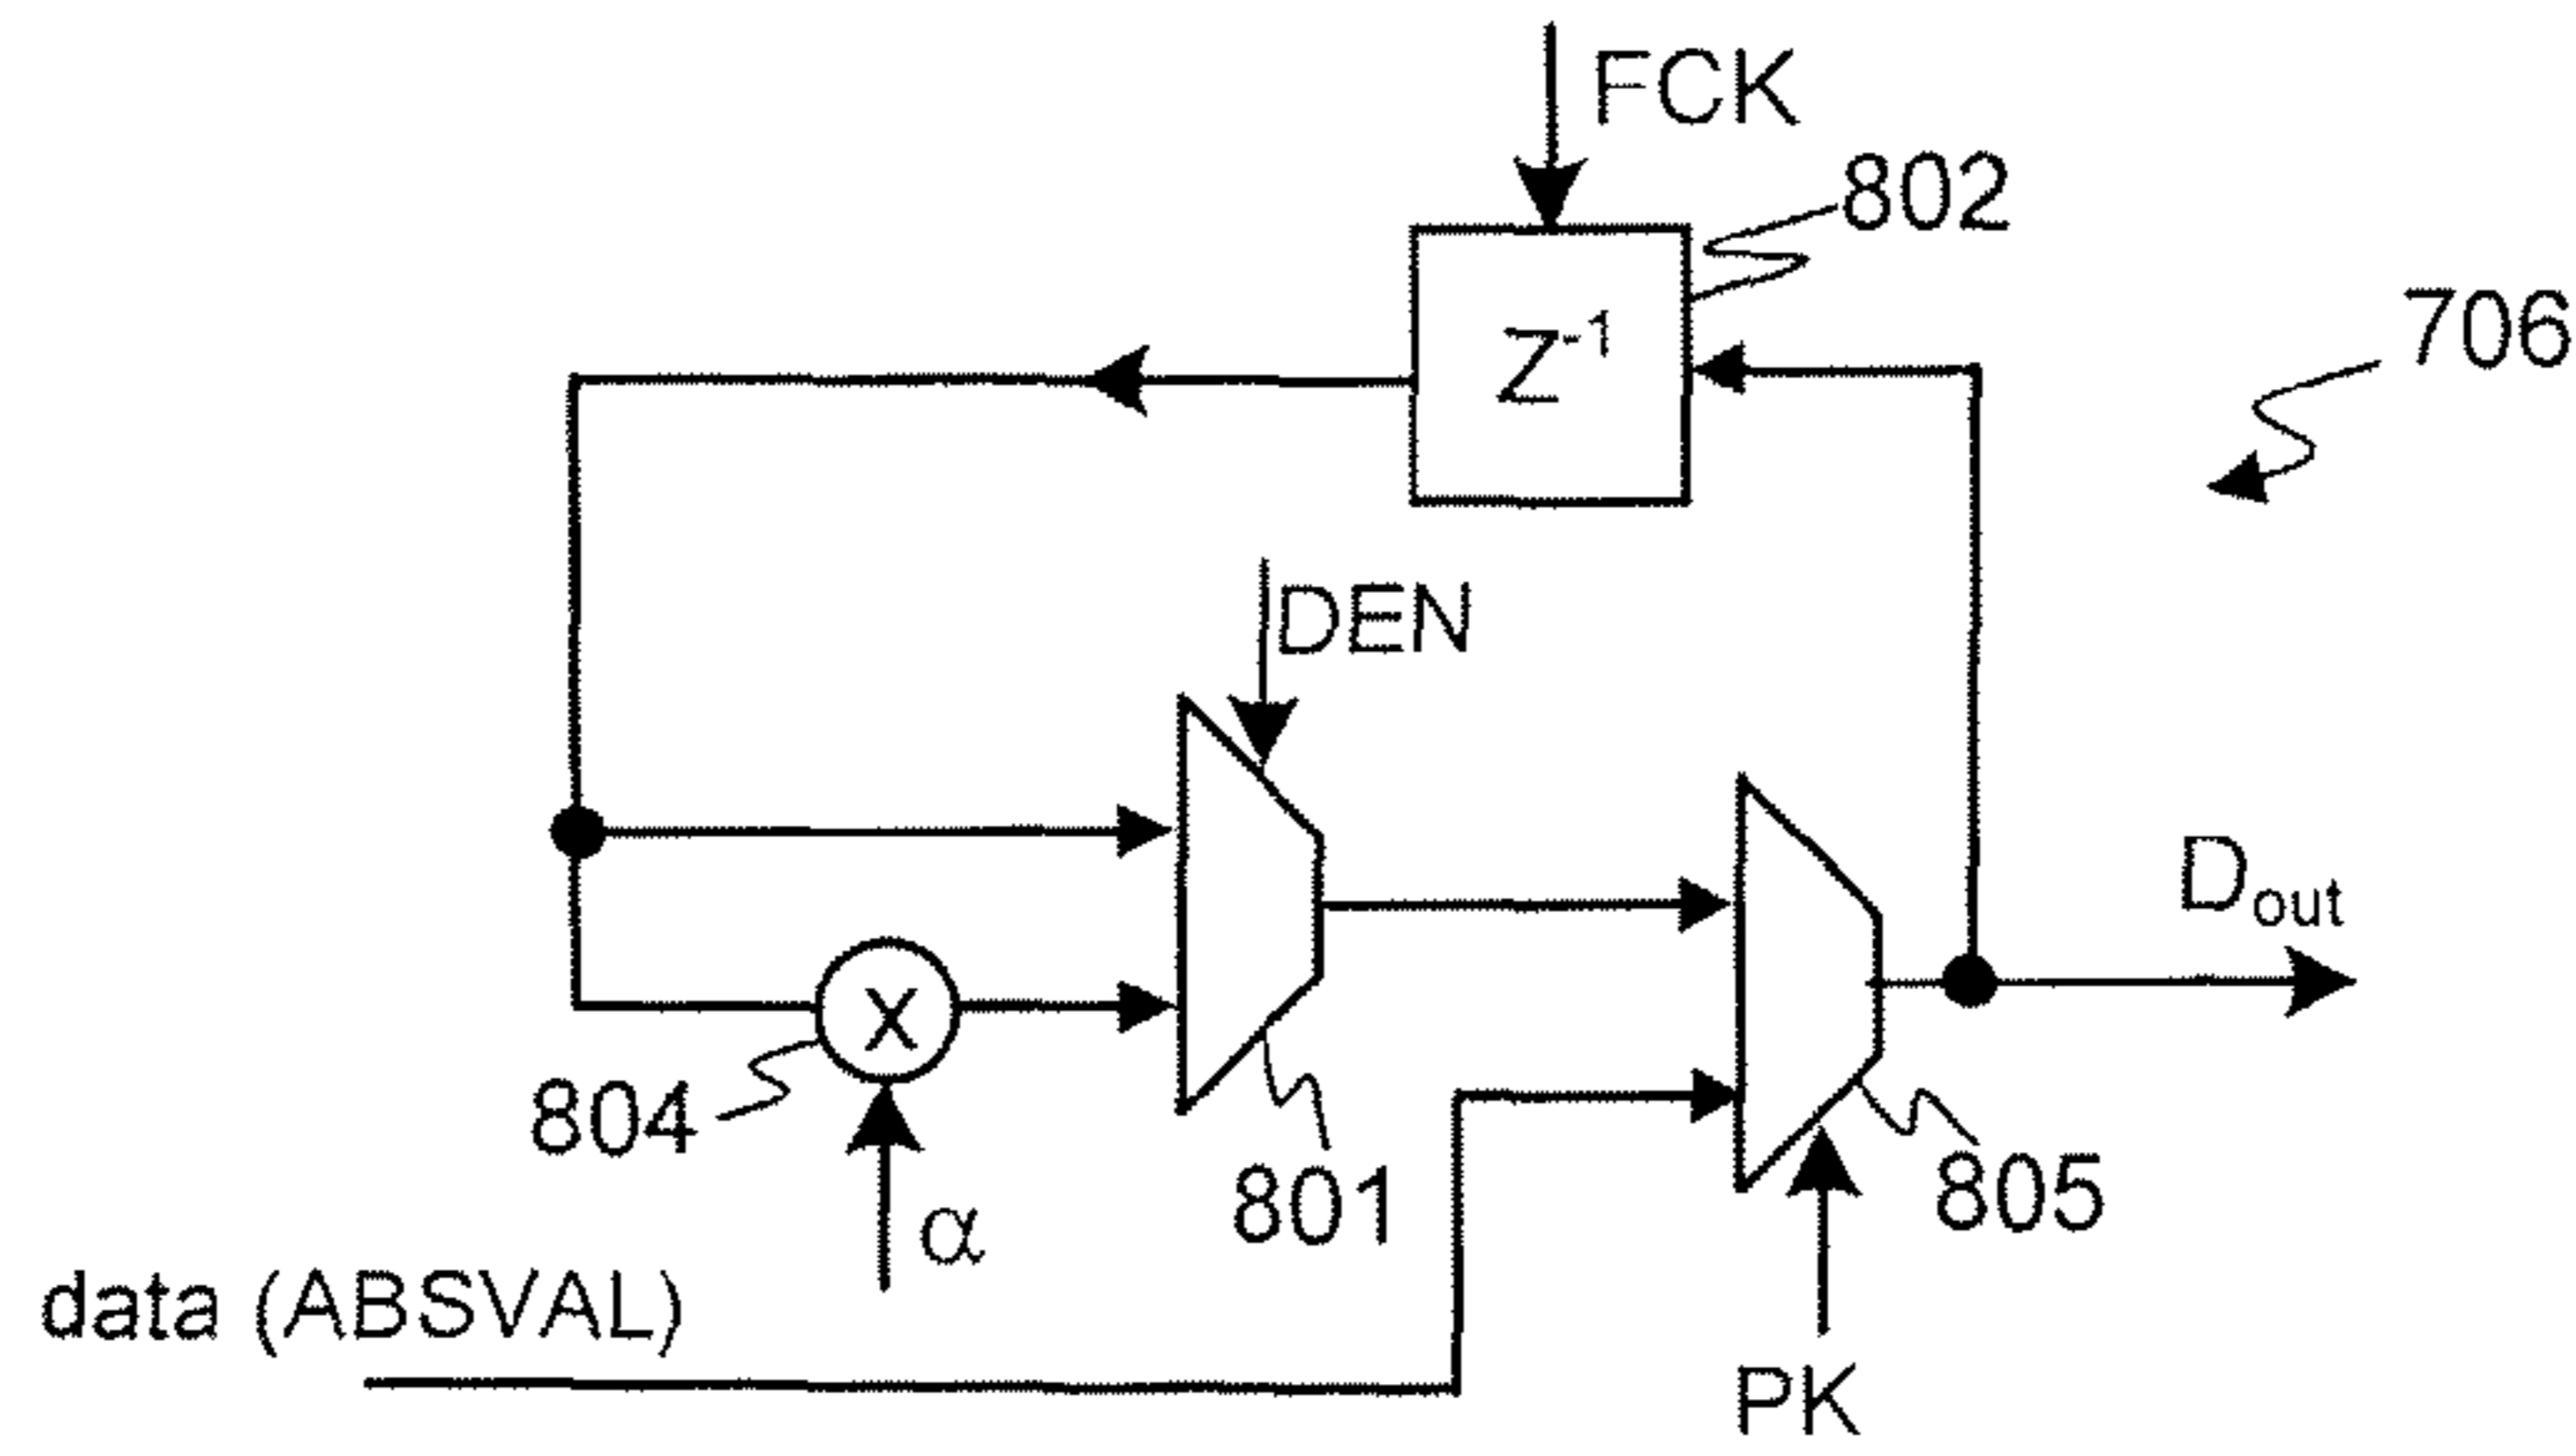 FCK
802
Z-1
706
DEN
Dout
X
804
801
805
α
data (ABSVAL)
PK